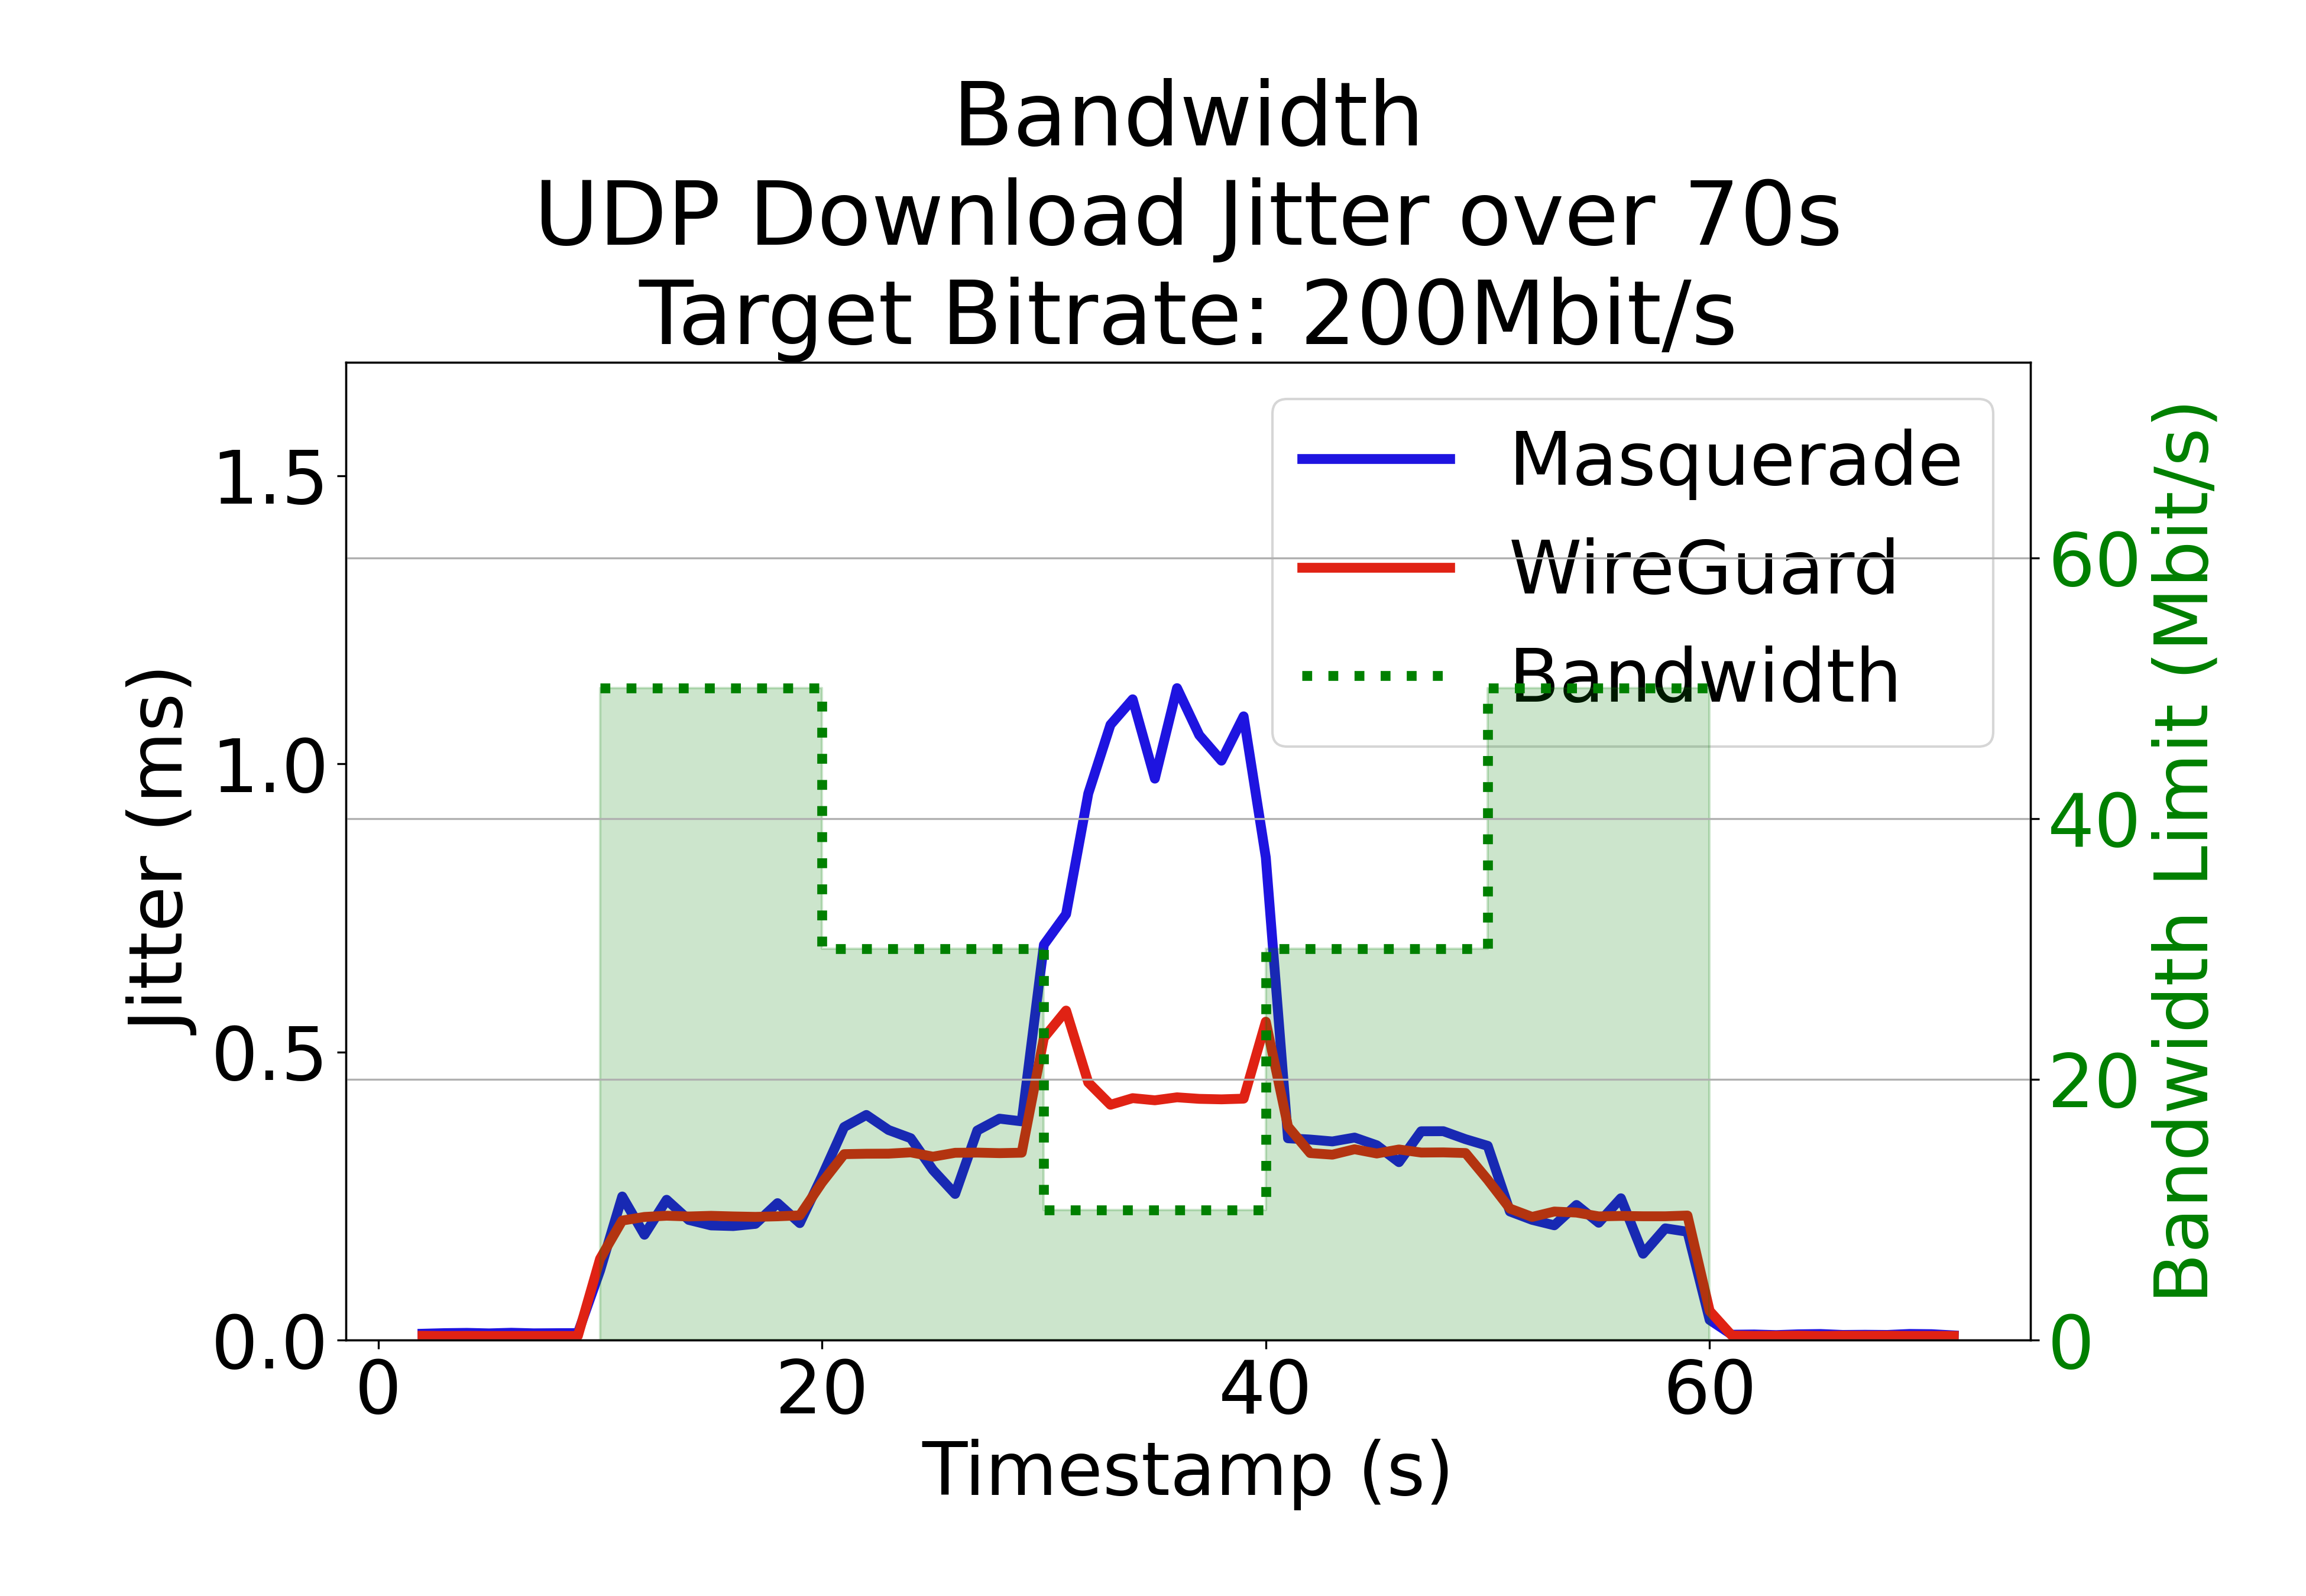 Bandwidth
UDP Download Jitter over 70s
Target Bitrate: 200Mbit/s
Masquerade
WireGuard
Bandwidth
Jitter (ms)
1.5
1.0
0.5
0.0
Bandwidth Limit (Mbit/s)
60
40
20
0
0 20 40 60
Timestamp (s)